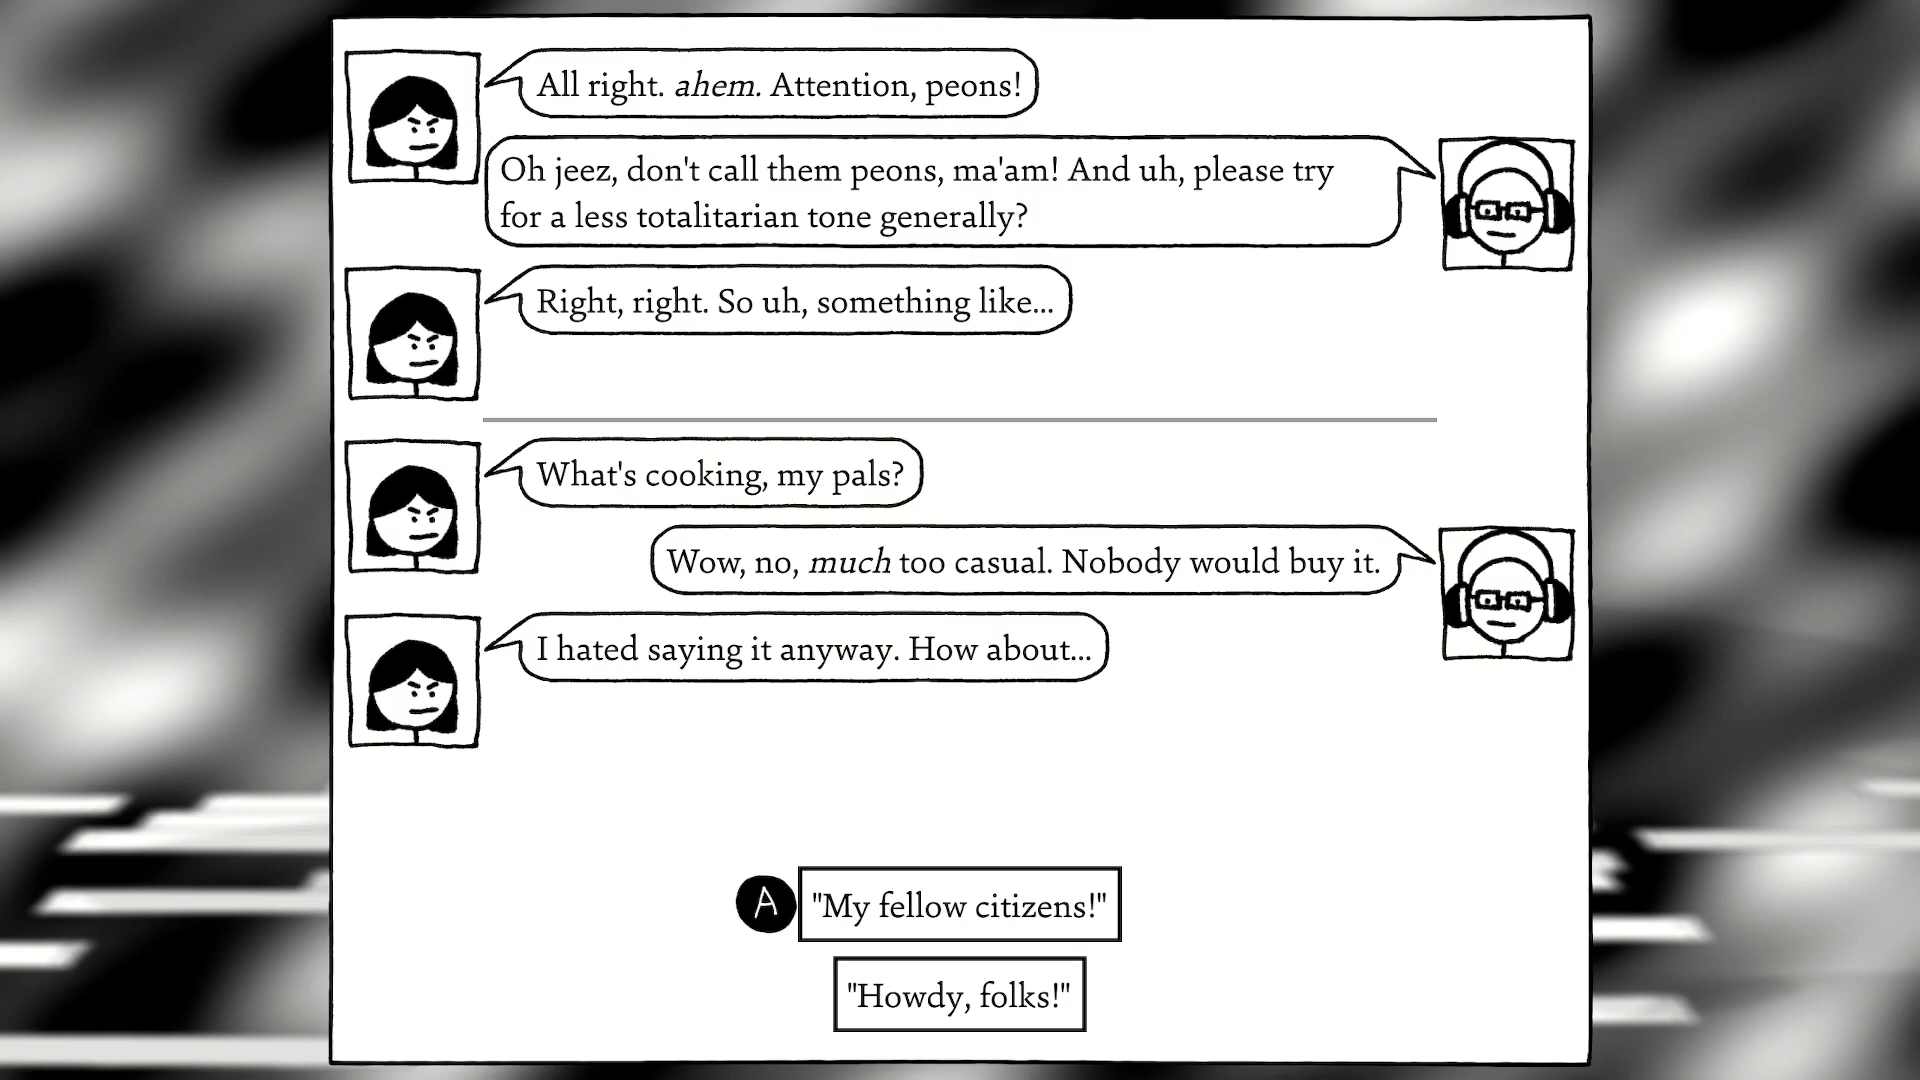 All right. ahem. Attention, peons!
Oh jeez, don't call them peons, ma'am! And uh, please try
for a less totalitarian tone generally?
Right, right. So uh, something like...
What's cooking, my pals?
Wow, no, much too casual. Nobody would buy it.
I hated saying it anyway. How about...
A "My fellow citizens!"
"Howdy, folks!"